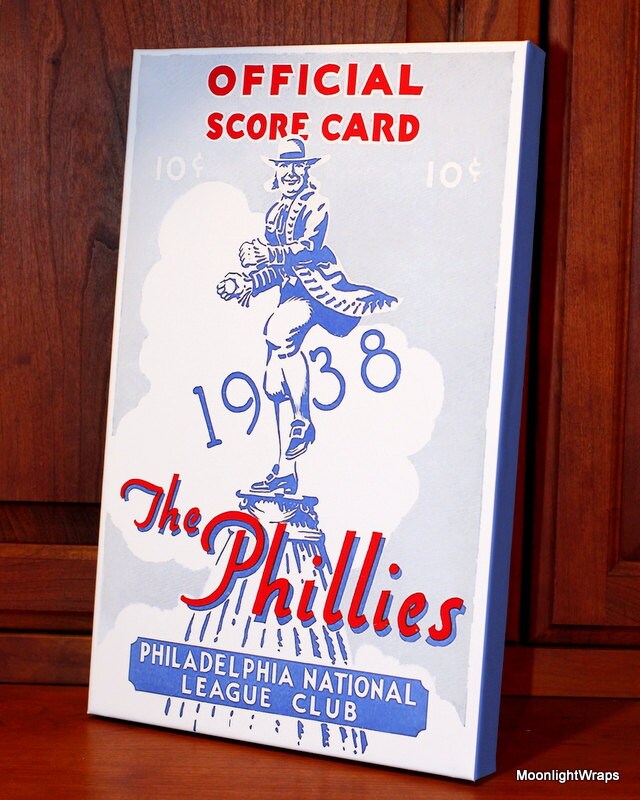 OFFICIAL
SCORE CARD
10¢ 10¢
1938
The
Phillies
PHILADELPHIA NATIONAL
LEAGUE CLUB
MoonlightWraps